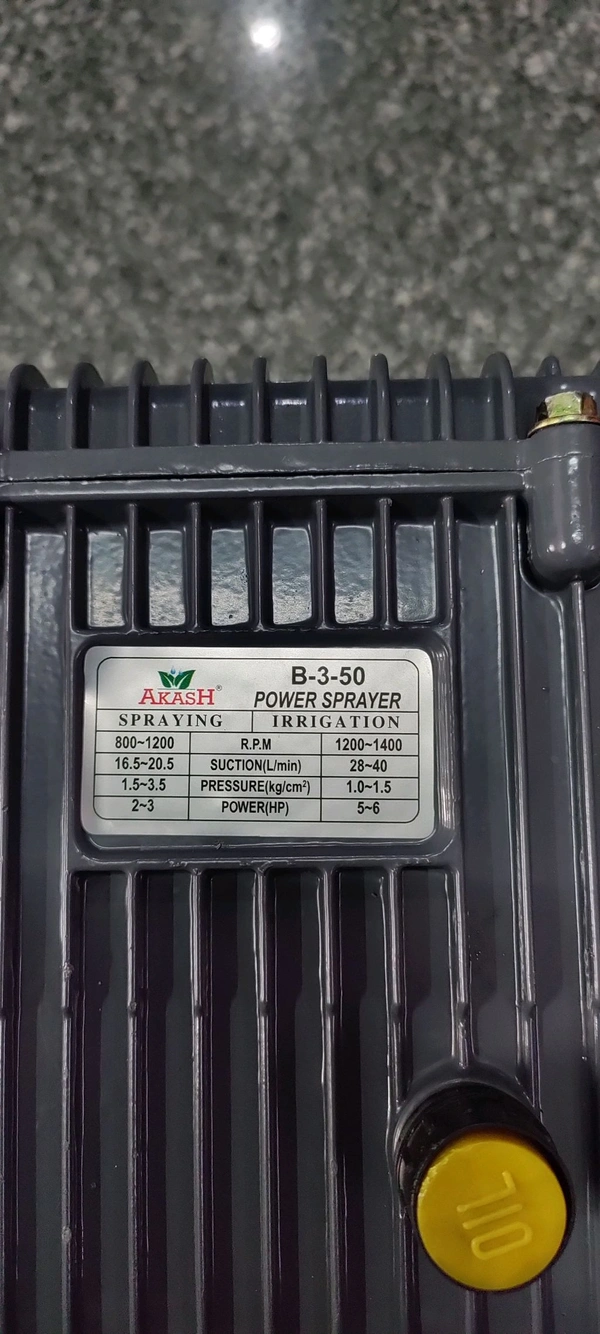 AKASH®
B-3-50
POWER SPRAYER
SPRAYING IRRIGATION
800~1200 R.P.M 1200~1400
16.5~20.5 SUCTION(L/min) 28~40
1.5~3.5 PRESSURE(kg/cm²) 1.0~1.5
2~3 POWER(HP) 5~6
OIL